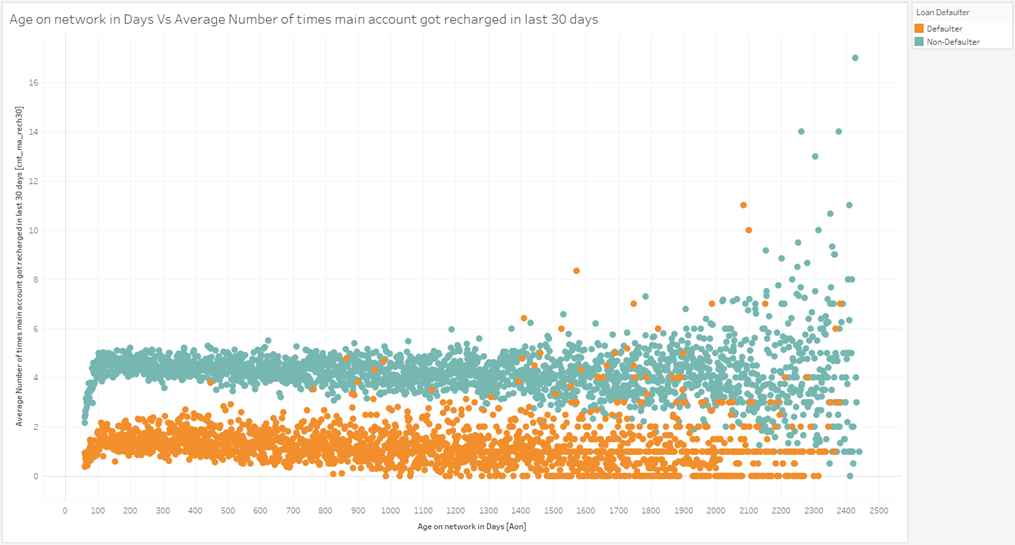 Age on network in Days Vs Average Number of times main account got recharged in last 30 days
Loan Defaulter
Defaulter
Non-Defaulter
Average Number of times main account got recharged in last 30 days [cnt_ma_rech30]
16
14
12
10
8
6
4
2
0
0 100 200 300 400 500 600 700 800 900 1000 1100 1200 1300 1400 1500 1600 1700 1800 1900 2000 2100 2200 2300 2400 2500
Age on network in Days [Aon]